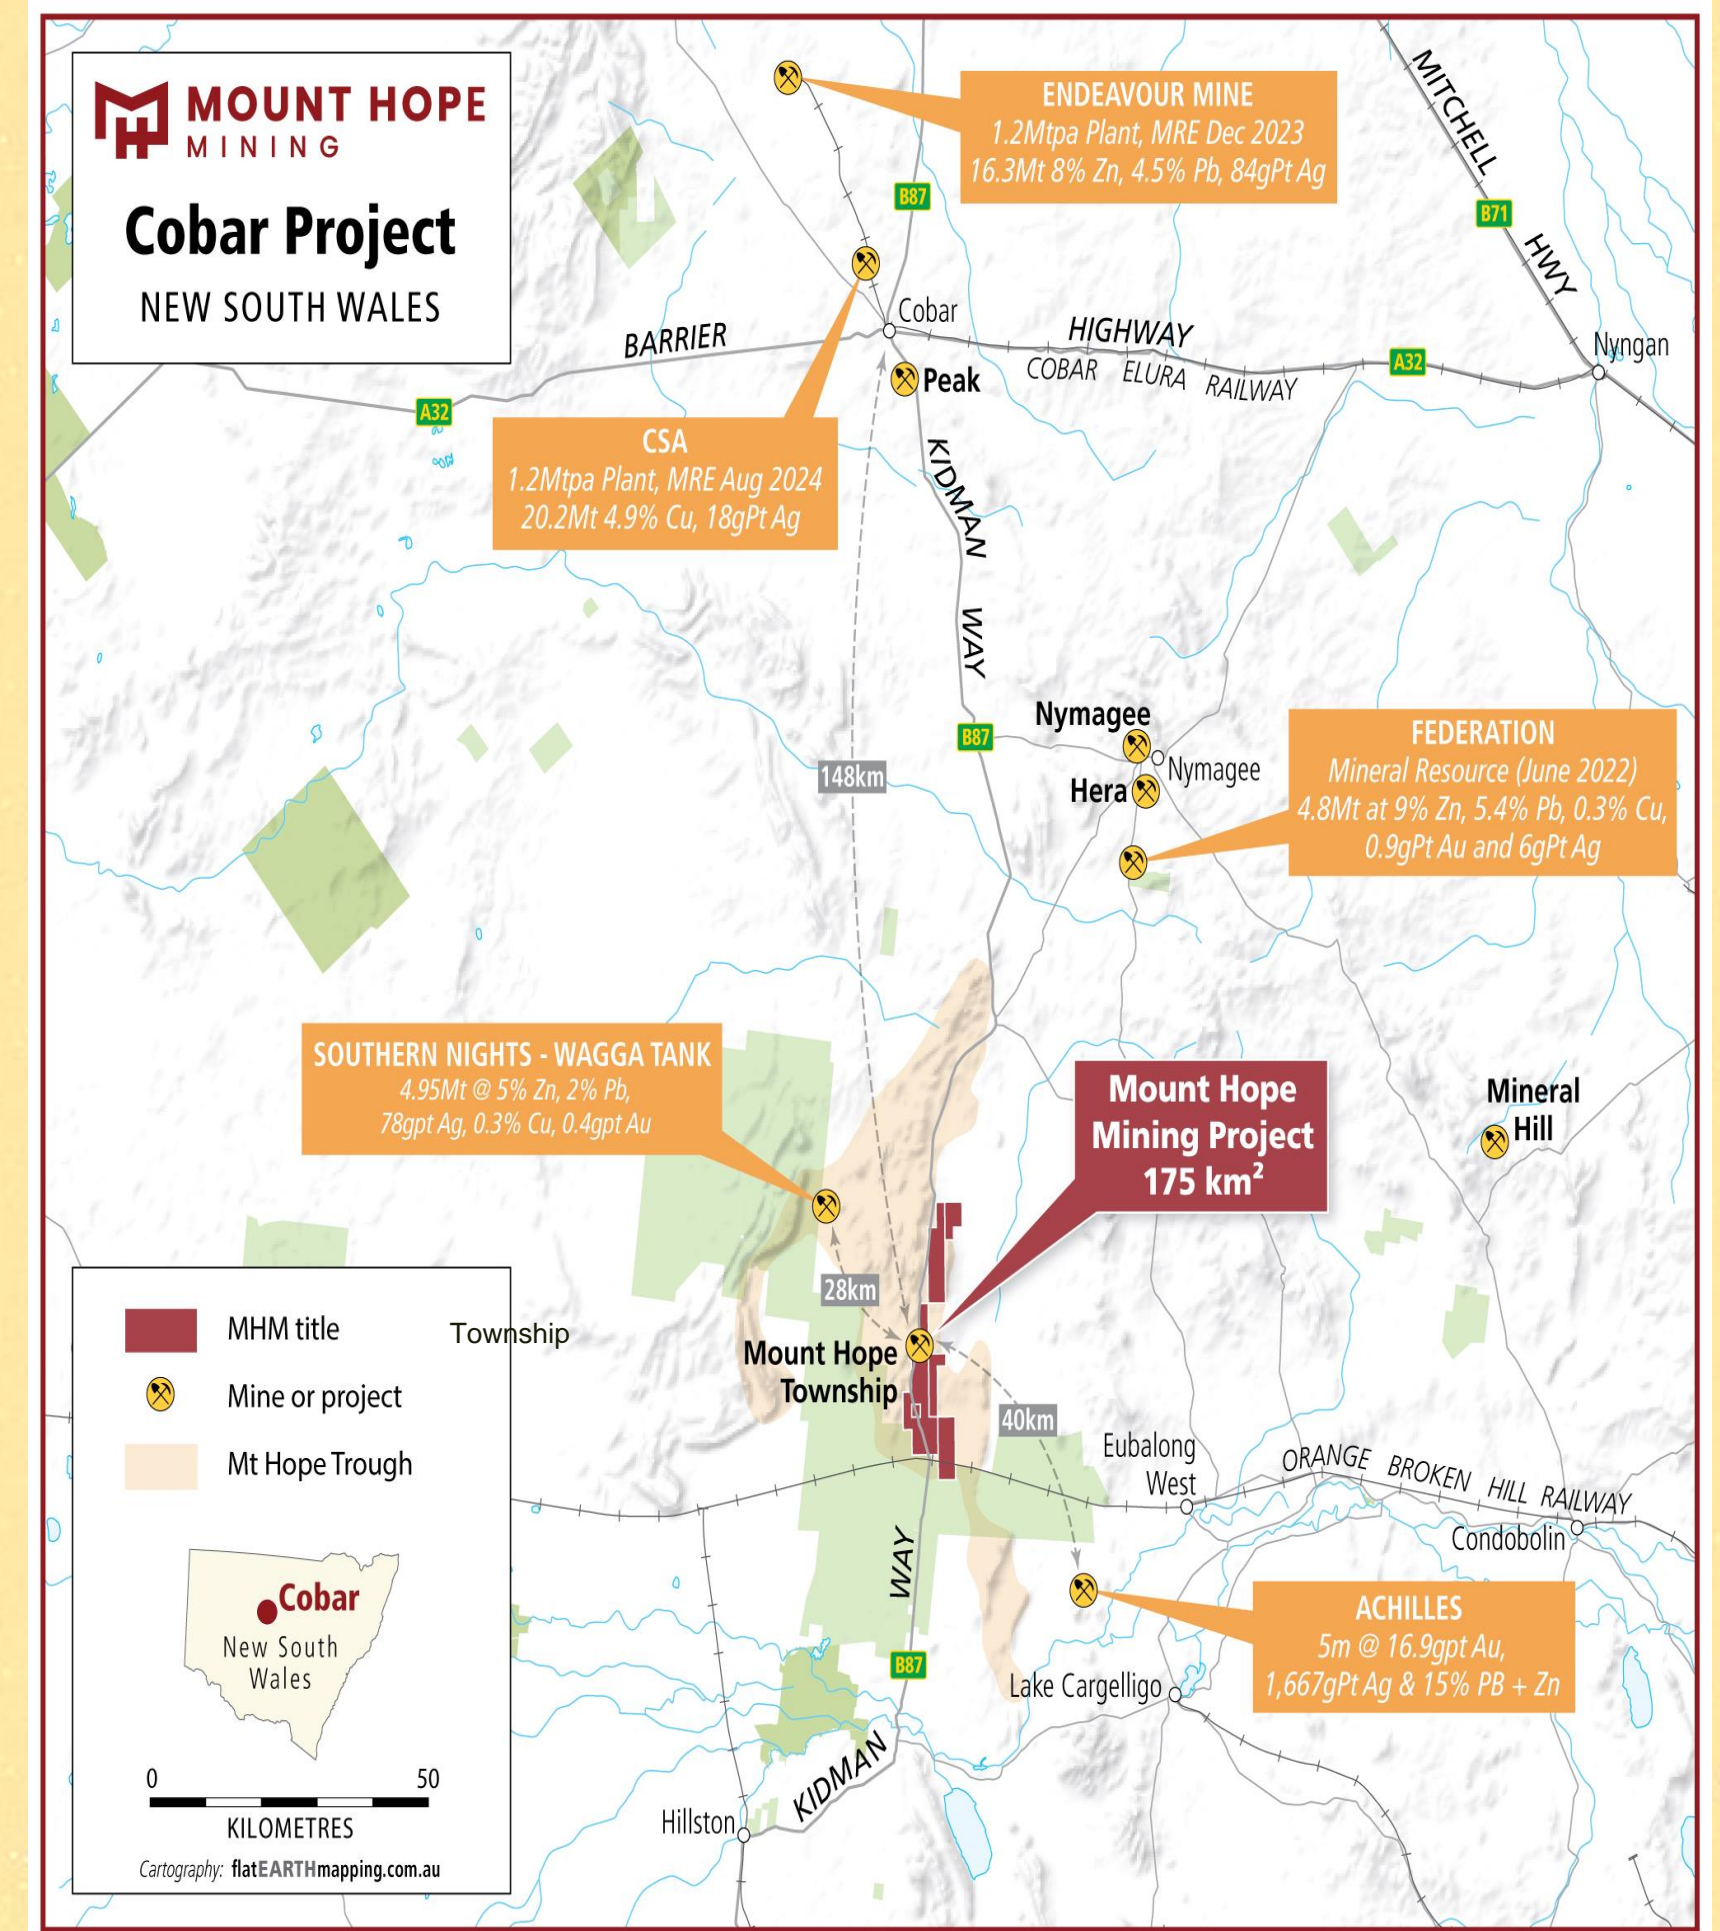 MOUNT HOPE
MINING
Cobar Project
NEW SOUTH WALES
ENDEAVOUR MINE
1.2Mtpa Plant, MRE Dec 2023
16.3Mt 8% Zn, 4.5% Pb, 84gPt Ag
MITCHELL
HWY
B71
B87
Cobar
Nyngan
BARRIER
HIGHWAY
COBAR ELURA RAILWAY
A32
A32
Peak
CSA
1.2Mtpa Plant, MRE Aug 2024
20.2Mt 4.9% Cu, 18gPt Ag
KIDMAN
WAY
B87
148km
Nymagee
Nymagee
Hera
FEDERATION
Mineral Resource (June 2022)
4.8Mt at 9% Zn, 5.4% Pb, 0.3% Cu,
0.9gPt Au and 6gPt Ag
SOUTHERN NIGHTS - WAGGA TANK
4.95Mt @ 5% Zn, 2% Pb,
78gpt Ag, 0.3% Cu, 0.4gpt Au
Mount Hope
Mining Project
175 km²
Mineral
Hill
28km
Mount Hope
Township
40km
Eubalong
West
ORANGE BROKEN HILL RAILWAY
Condobolin
WAY
B87
KIDMAN
Lake Cargelligo
Hillston
ACHILLES
5m @ 16.9gpt Au,
1,667gPt Ag & 15% PB + Zn
MHM title
Township
Mine or project
Mt Hope Trough
Cobar
New South
Wales
0 50
KILOMETRES
Cartography: flatEARTHmapping.com.au